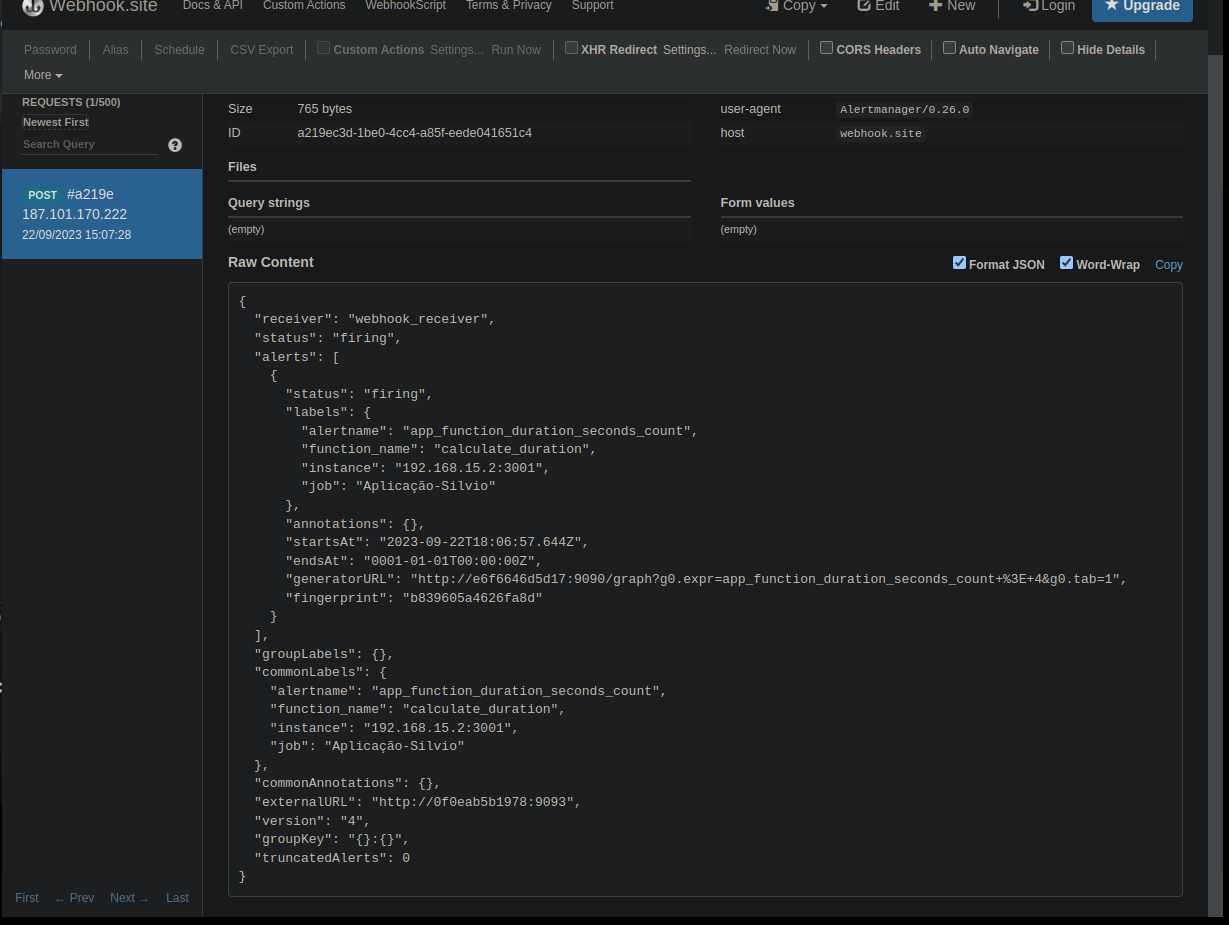 Webhook.site Docs & API Custom Actions WebhookScript Terms & Privacy Support Copy Edit New Login Upgrade
Password Alias Schedule CSV Export Custom Actions Settings... Run Now XHR Redirect Settings... Redirect Now CORS Headers Auto Navigate Hide Details
More
REQUESTS (1/500)
Newest First
Search Query ?
POST #a219e
187.101.170.222
22/09/2023 15:07:28
Size 765 bytes
ID a219ec3d-1be0-4cc4-a85f-eede041651c4
user-agent Alertmanager/0.26.0
host webhook.site
Files
Query strings
(empty)
Form values
(empty)
Raw Content
Format JSON Word-Wrap Copy
{
"receiver": "webhook_receiver",
"status": "firing",
"alerts": [
{
"status": "firing",
"labels": {
"alertname": "app_function_duration_seconds_count",
"function_name": "calculate_duration",
"instance": "192.168.15.2:3001",
"job": "Aplicação-Silvio"
},
"annotations": {},
"startsAt": "2023-09-22T18:06:57.644Z",
"endsAt": "0001-01-01T00:00:00Z",
"generatorURL": "http://e6f6646d5d17:9090/graph?g0.expr=app_function_duration_seconds_count+%3E+4&g0.tab=1",
"fingerprint": "b839605a4626fa8d"
}
],
"groupLabels": {},
"commonLabels": {
"alertname": "app_function_duration_seconds_count",
"function_name": "calculate_duration",
"instance": "192.168.15.2:3001",
"job": "Aplicação-Silvio"
},
"commonAnnotations": {},
"externalURL": "http://0f0eab5b1978:9093",
"version": "4",
"groupKey": "{}:{}",
"truncatedAlerts": 0
}
First ← Prev Next → Last